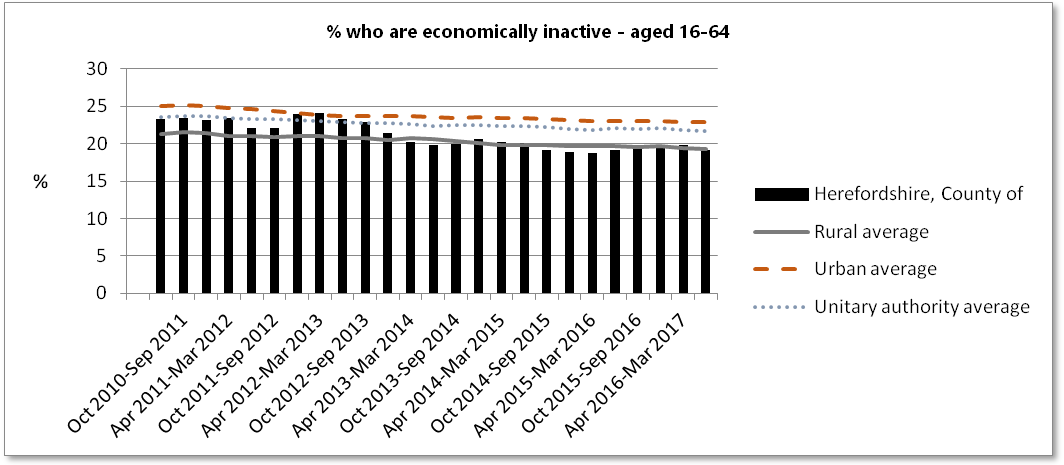 % who are economically inactive - aged 16-64
30
25
20
15
10
5
0
%
Oct 2010-Sep 2011
Apr 2011-Mar 2012
Oct 2011-Sep 2012
Apr 2012-Mar 2013
Oct 2012-Sep 2013
Apr 2013-Mar 2014
Oct 2013-Sep 2014
Apr 2014-Mar 2015
Oct 2014-Sep 2015
Apr 2015-Mar 2016
Oct 2015-Sep 2016
Apr 2016-Mar 2017
Herefordshire, County of
Rural average
Urban average
Unitary authority average